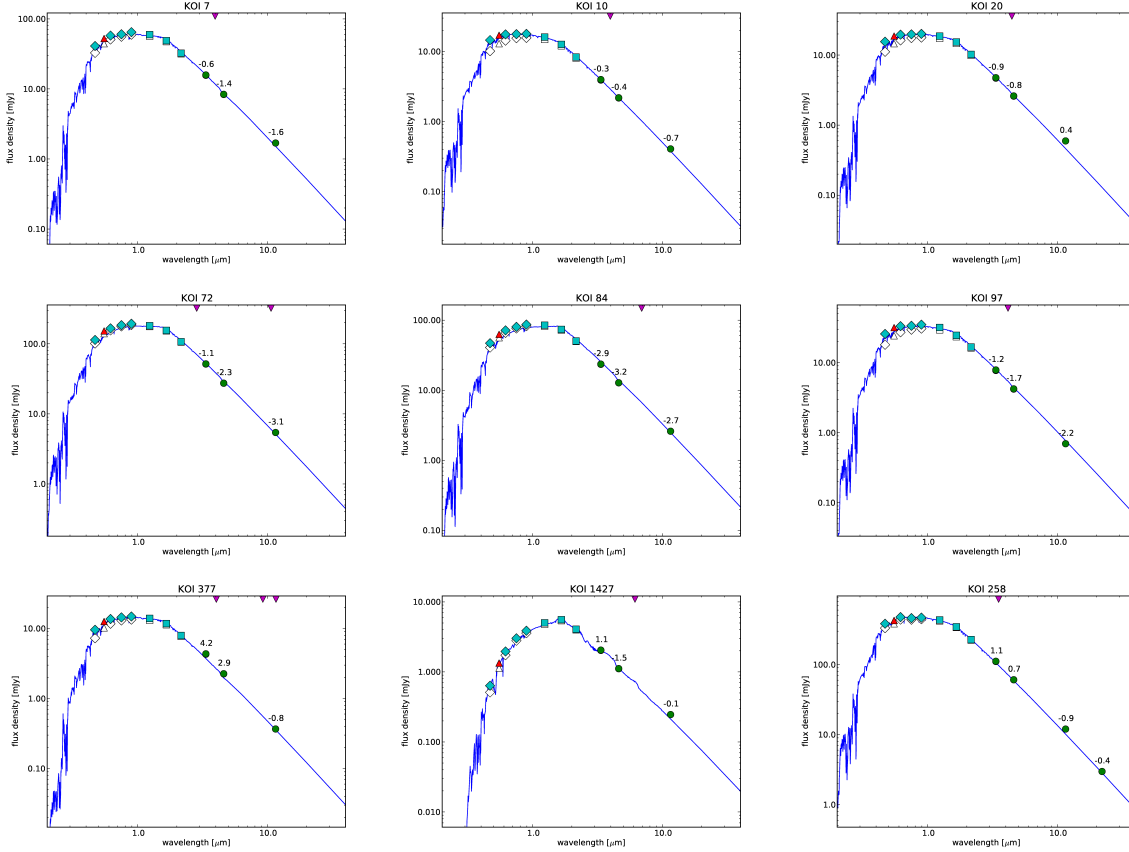 KOI 7
KOI 10
KOI 20
100.00
10.00
1.00
0.10
flux density [mJy]
-0.6
-1.4
-1.6
1.0
10.0
wavelength [μm]
10.00
1.00
0.10
flux density [mJy]
-0.3
-0.4
-0.7
1.0
10.0
wavelength [μm]
10.00
1.00
0.10
flux density [mJy]
-0.9
-0.8
0.4
1.0
10.0
wavelength [μm]
KOI 72
KOI 84
KOI 97
100.0
10.0
1.0
flux density [mJy]
-1.1
-2.3
-3.1
1.0
10.0
wavelength [μm]
100.00
10.00
1.00
0.10
flux density [mJy]
-2.9
-3.2
-2.7
1.0
10.0
wavelength [μm]
10.00
1.00
0.10
flux density [mJy]
-1.2
-1.7
-2.2
1.0
10.0
wavelength [μm]
KOI 377
KOI 1427
KOI 258
10.00
1.00
0.10
flux density [mJy]
4.2
2.9
-0.8
1.0
10.0
wavelength [μm]
10.000
1.000
0.100
0.010
flux density [mJy]
1.1
1.5
-0.1
1.0
10.0
wavelength [μm]
100.0
10.0
1.0
flux density [mJy]
1.1
0.7
-0.9
-0.4
1.0
10.0
wavelength [μm]